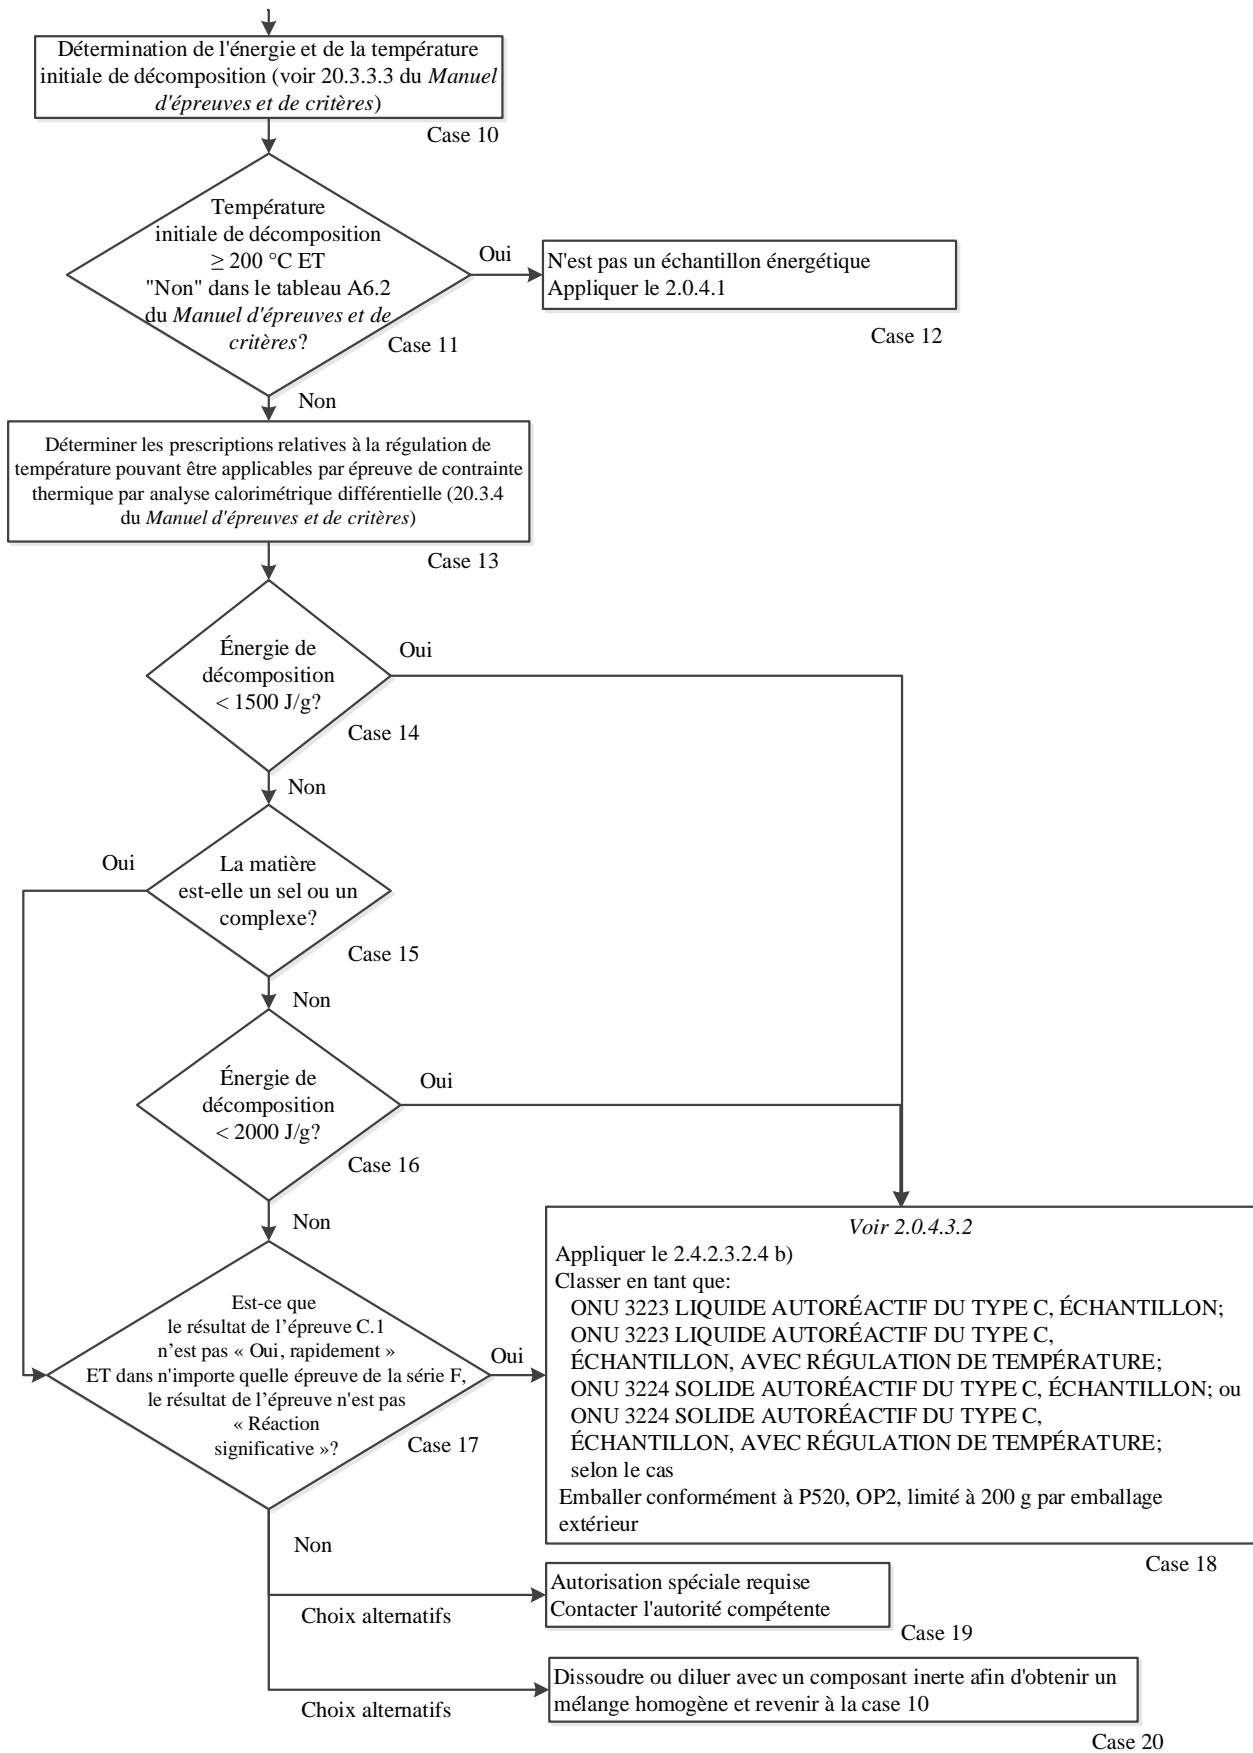 Détermination de l'énergie et de la température
initiale de décomposition (voir 20.3.3.3 du Manuel
d'épreuves et de critères)
Case 10
Température
initiale de décomposition
≥ 200 °C ET
"Non" dans le tableau A6.2
du Manuel d'épreuves et de
critères?
Case 11
Oui
N'est pas un échantillon énergétique
Appliquer le 2.0.4.1
Case 12
Non
Déterminer les prescriptions relatives à la régulation de
température pouvant être applicables par épreuve de contrainte
thermique par analyse calorimétrique différentielle (20.3.4
du Manuel d'épreuves et de critères)
Case 13
Énergie de
décomposition
< 1500 J/g?
Case 14
Oui
Non
La matière
est-elle un sel ou un
complexe?
Case 15
Oui
Non
Énergie de
décomposition
< 2000 J/g?
Case 16
Oui
Non
Est-ce que
le résultat de l’épreuve C.1
n’est pas « Oui, rapidement »
ET dans n'importe quelle épreuve de la série F,
le résultat de l’épreuve n'est pas
« Réaction
significative »?
Case 17
Oui
Voir 2.0.4.3.2
Appliquer le 2.4.2.3.2.4 b)
Classer en tant que:
ONU 3223 LIQUIDE AUTORÉACTIF DU TYPE C, ÉCHANTILLON;
ONU 3223 LIQUIDE AUTORÉACTIF DU TYPE C,
ÉCHANTILLON, AVEC RÉGULATION DE TEMPÉRATURE;
ONU 3224 SOLIDE AUTORÉACTIF DU TYPE C, ÉCHANTILLON; ou
ONU 3224 SOLIDE AUTORÉACTIF DU TYPE C,
ÉCHANTILLON, AVEC RÉGULATION DE TEMPÉRATURE;
selon le cas
Emballer conformément à P520, OP2, limité à 200 g par emballage
extérieur
Case 18
Non
Choix alternatifs
Autorisation spéciale requise
Contacter l'autorité compétente
Case 19
Choix alternatifs
Dissoudre ou diluer avec un composant inerte afin d'obtenir un
mélange homogène et revenir à la case 10
Case 20